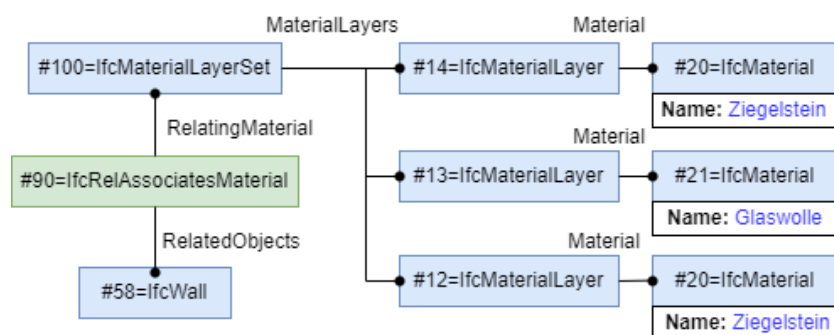 MaterialLayers
Material
#100=IfcMaterialLayerSet
#14=IfcMaterialLayer
#20=IfcMaterial
Name: Ziegelstein
RelatingMaterial
Material
#90=IfcRelAssociatesMaterial
#13=IfcMaterialLayer
#21=IfcMaterial
Name: Glaswolle
RelatedObjects
Material
#58=IfcWall
#12=IfcMaterialLayer
#20=IfcMaterial
Name: Ziegelstein